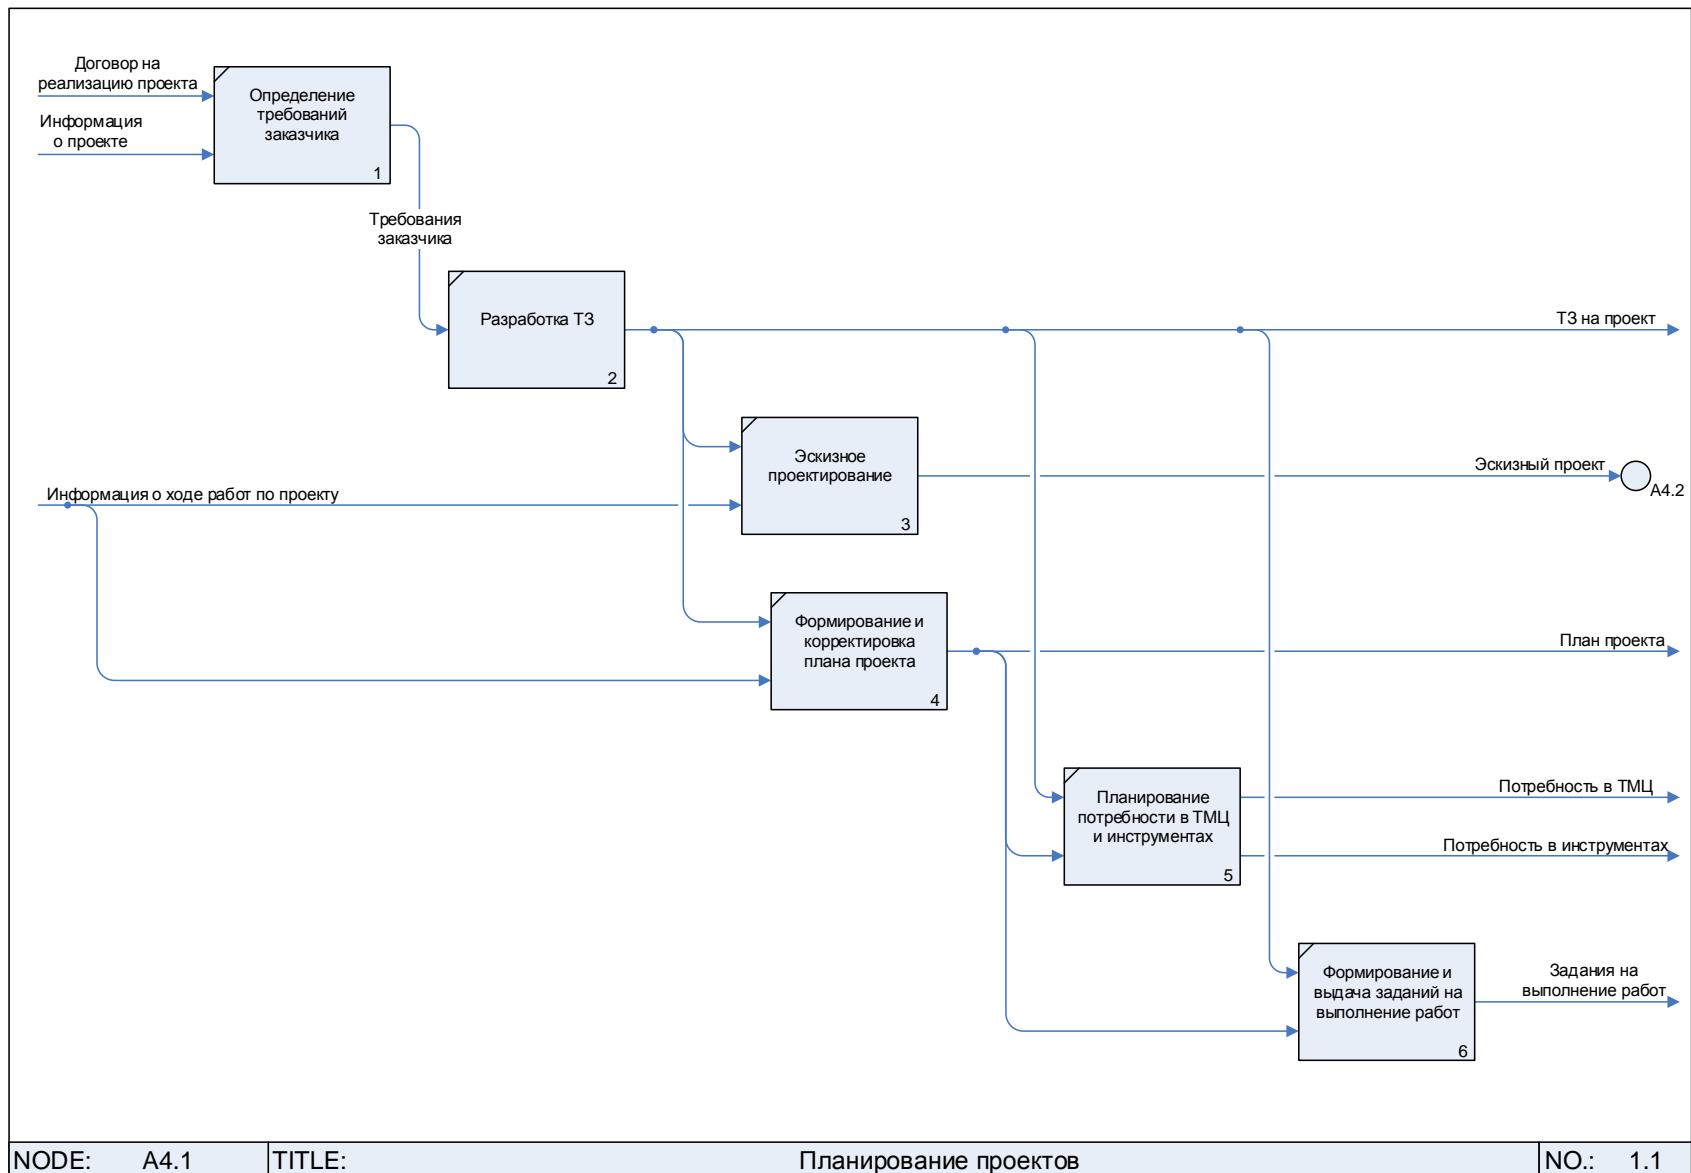 Договор на
реализацию проекта
Информация
о проекте
Определение
требований
заказчика
1
Требования
заказчика
Разработка ТЗ
2
ТЗ на проект
Эскизное
проектирование
3
Эскизный проект
A4.2
Информация о ходе работ по проекту
Формирование и
корректировка
плана проекта
4
План проекта
Планирование
потребности в ТМЦ
и инструментах
5
Потребность в ТМЦ
Потребность в инструментах
Формирование и
выдача заданий на
выполнение работ
6
Задания на
выполнение работ
NODE: A4.1 TITLE: Планирование проектов NO.: 1.1